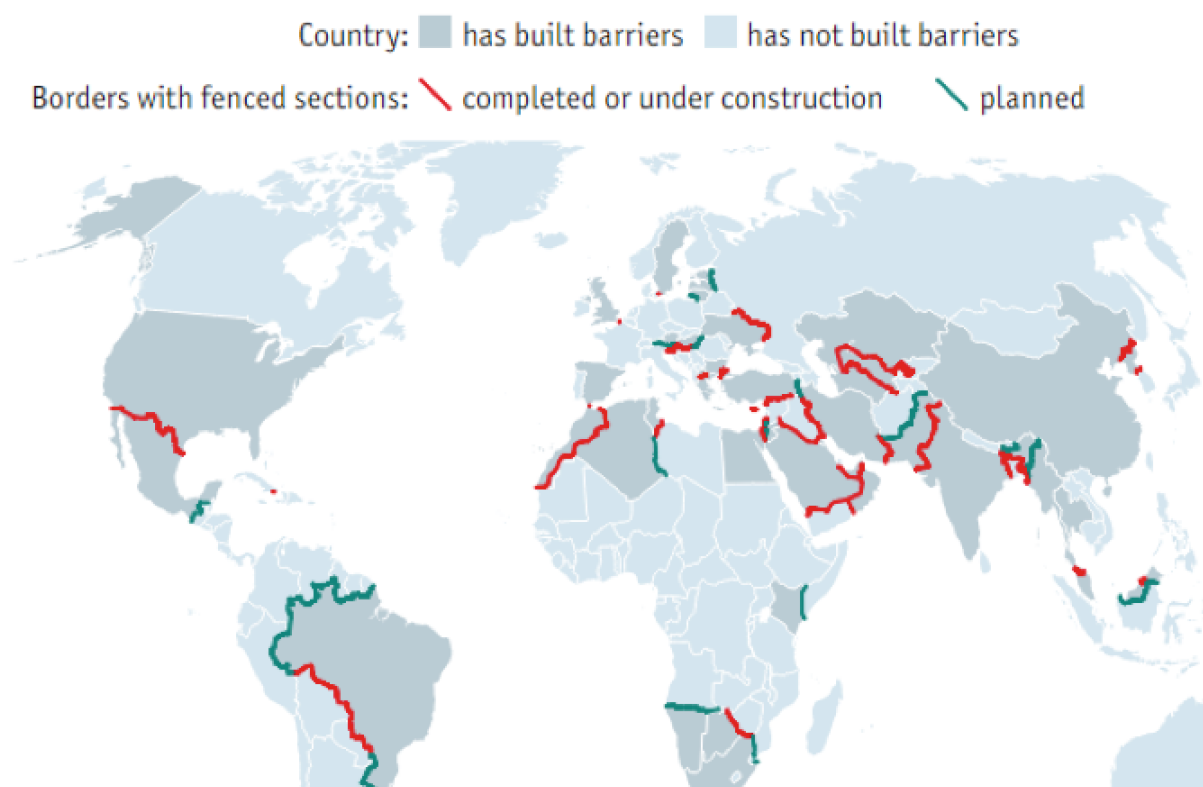 Country: has built barriers has not built barriers
Borders with fenced sections: completed or under construction planned